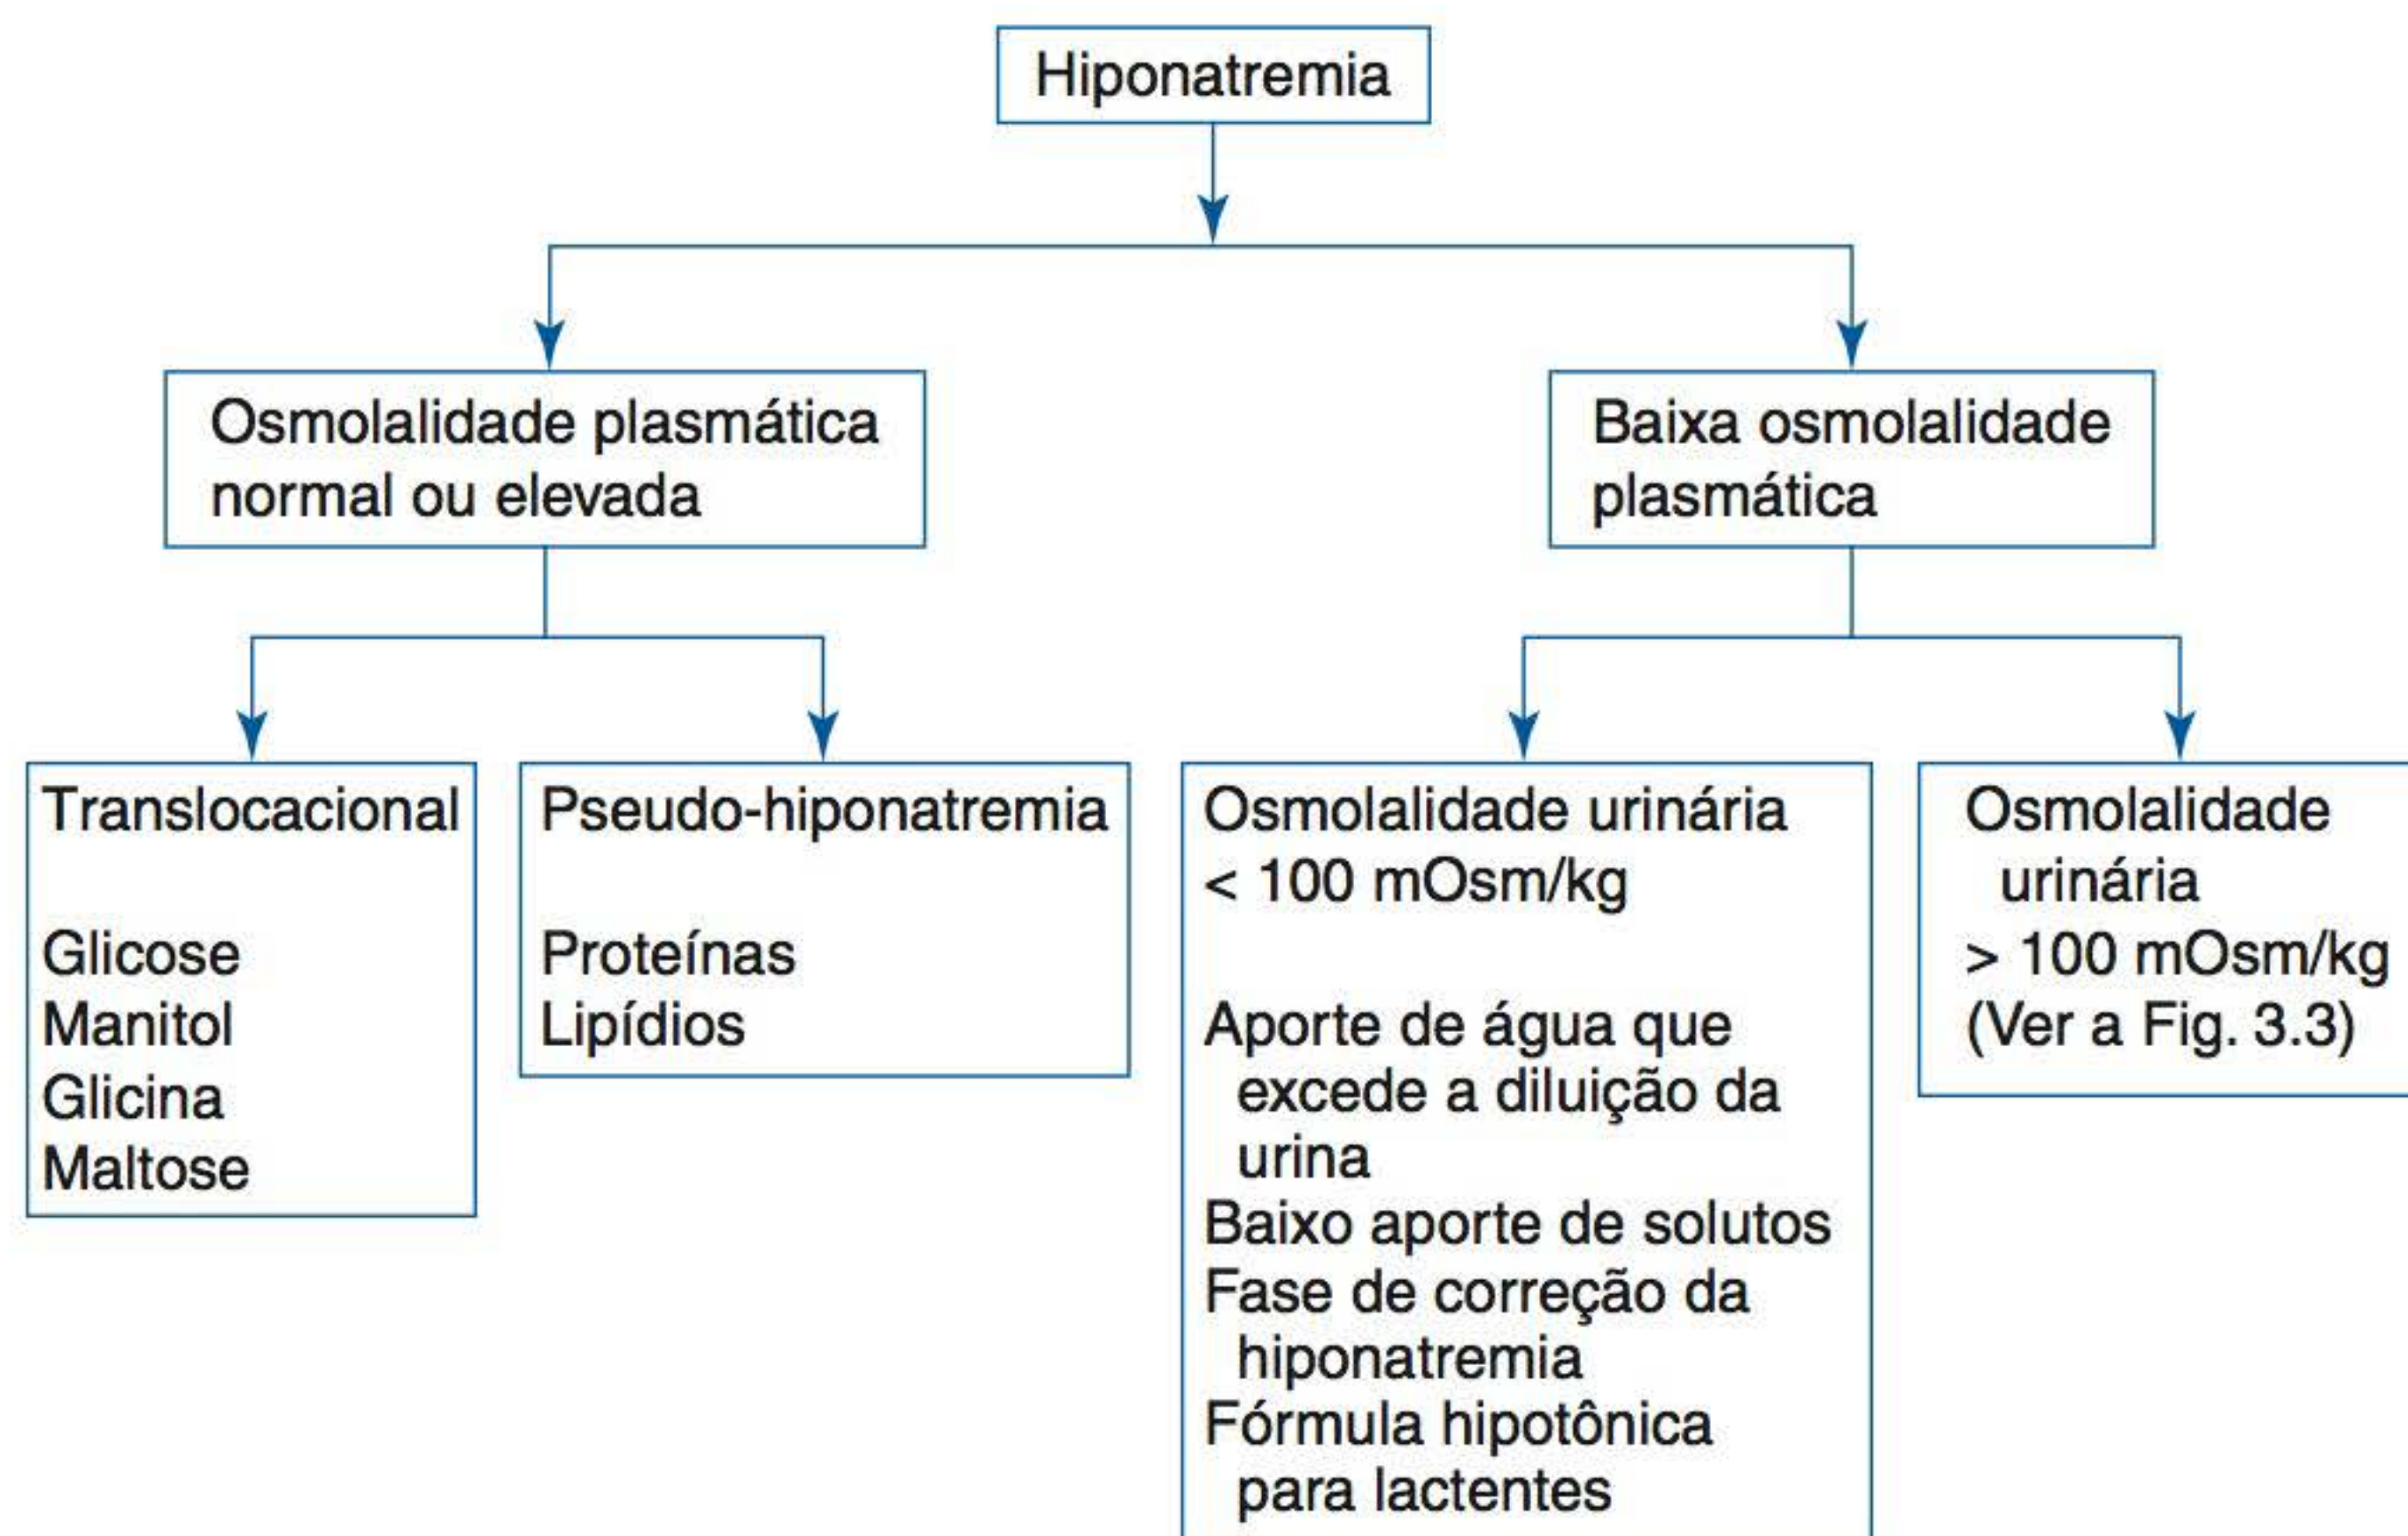 Hiponatremia
Osmolalidade plasmática
normal ou elevada
Baixa osmolalidade
plasmática
Translocacional
Glicose
Manitol
Glicina
Maltose
Pseudo-hiponatremia
Proteínas
Lipídios
Osmolalidade urinária
< 100 mOsm/kg
Aporte de água que
excede a diluição da
urina
Baixo aporte de solutos
Fase de correção da
hiponatremia
Fórmula hipotônica
para lactentes
Osmolalidade
urinária
> 100 mOsm/kg
(Ver a Fig. 3.3)